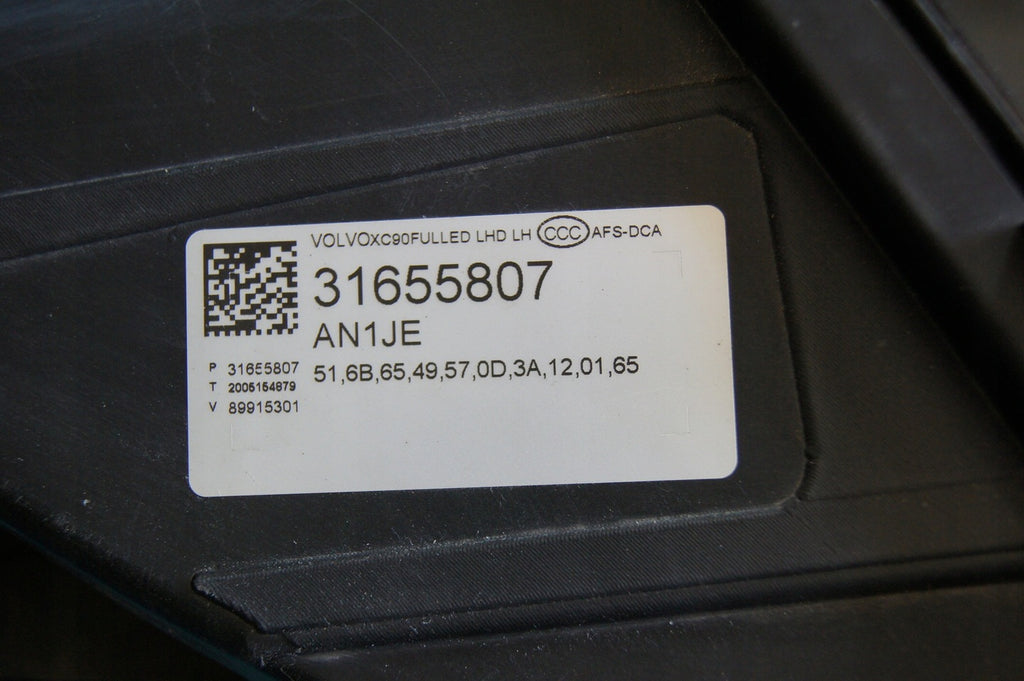 VOLVOXC90FULLED LHD LH CCC AFS-DCA
31655807
AN1JE
51,6B,65,49,57,0D,3A,12,01,65
P 31655807
T 2005154979
V 89915301